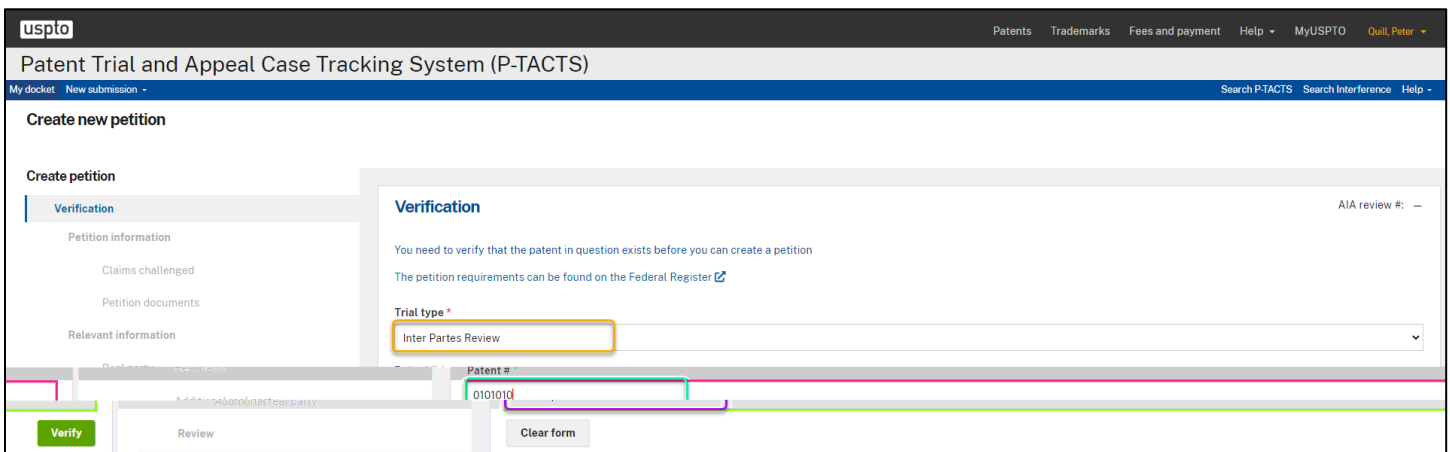 uspto Patents Trademarks Fees and payment Help MyUSPTO Quill, Peter
Patent Trial and Appeal Case Tracking System (P-TACTS)
My docket New submission Search P-TACTS Search Interference Help
Create new petition
Create petition
Verification
Petition information
Claims challenged
Petition documents
Relevant information
Review
Verification AIA review #: —
You need to verify that the patent in question exists before you can create a petition
The petition requirements can be found on the Federal Register
Trial type *
Inter Partes Review
Patent #
0101010
Verify Clear form